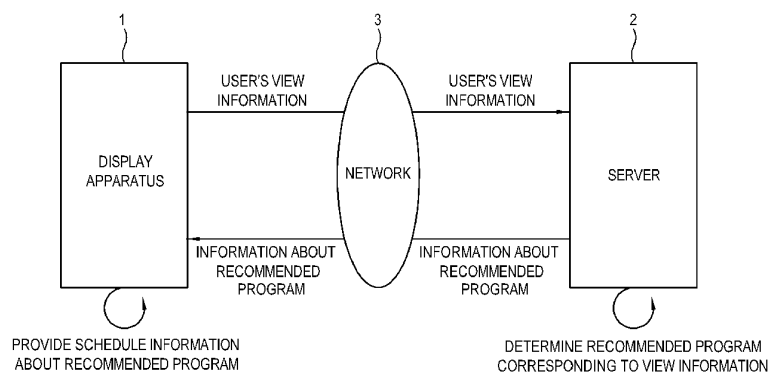 1
3
2
USER'S VIEW
INFORMATION
USER'S VIEW
INFORMATION
DISPLAY
APPARATUS
NETWORK
SERVER
INFORMATION ABOUT
RECOMMENDED
PROGRAM
INFORMATION ABOUT
RECOMMENDED
PROGRAM
PROVIDE SCHEDULE INFORMATION
ABOUT RECOMMENDED PROGRAM
DETERMINE RECOMMENDED PROGRAM
CORRESPONDING TO VIEW INFORMATION